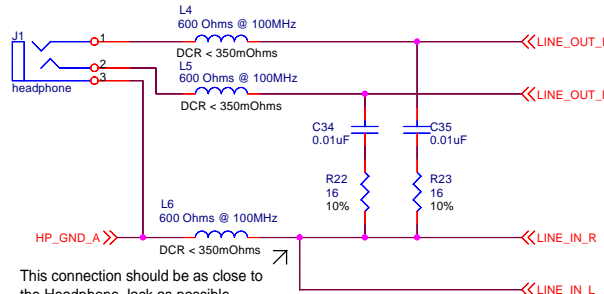 L4
600 Ohms @ 100MHz
J1
1
DCR < 350mOhms
2
L5
600 Ohms @ 100MHz
3
headphone
DCR < 350mOhms
C34
0.01uF
C35
0.01uF
R22
16
10%
R23
16
10%
L6
600 Ohms @ 100MHz
HP_GND_A
DCR < 350mOhms
LINE_IN_R
This connection should be as close to
LINE_IN_L